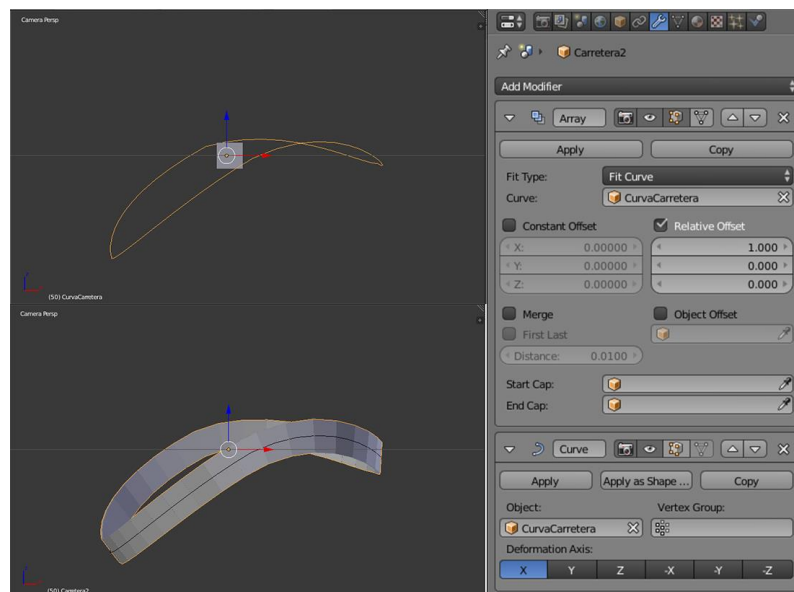 Camera Persp
(50) CurvaCarretera
Camera Persp
(50) Carretera2
Carretera2
Add Modifier
Array
Apply
Copy
Fit Type:
Fit Curve
Curve:
CurvaCarretera
Constant Offset
Relative Offset
X: 0.00000
1.000
Y: 0.00000
0.000
Z: 0.00000
0.000
Merge
Object Offset
First Last
Distance: 0.0100
Start Cap:
End Cap:
Curve
Apply
Apply as Shape ...
Copy
Object:
Vertex Group:
CurvaCarretera
Deformation Axis:
X Y Z -X -Y -Z